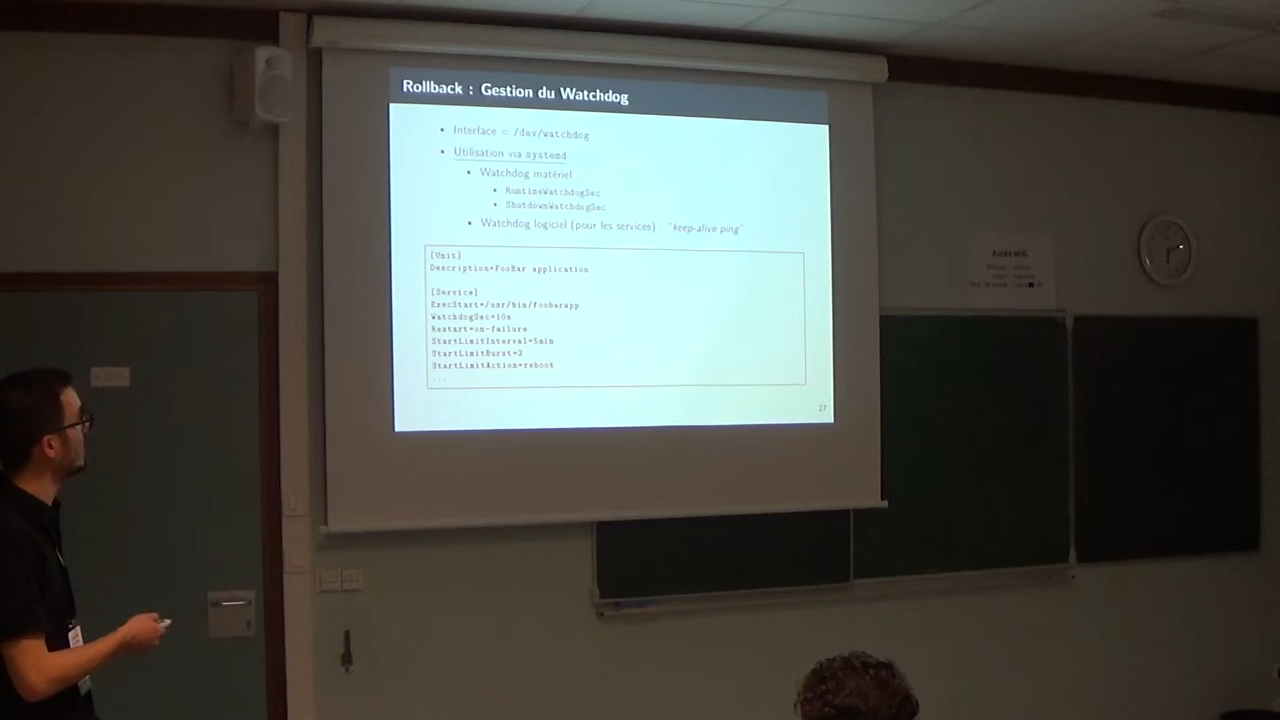 Rollback : Gestion du Watchdog
• Interface = /dev/watchdog
• Utilisation via systemd
• Watchdog matériel :
• RuntimeWatchdogSec
• ShutdownWatchdogSec
• Watchdog logiciel (pour les services) "keep-alive ping"
[Unit]
Description=FooBar application
[Service]
ExecStart=/usr/bin/foobarapp
WatchdogSec=10s
Restart=on-failure
StartLimitInterval=5min
StartLimitBurst=2
StartLimitAction=reboot
...
27
Accès wifi